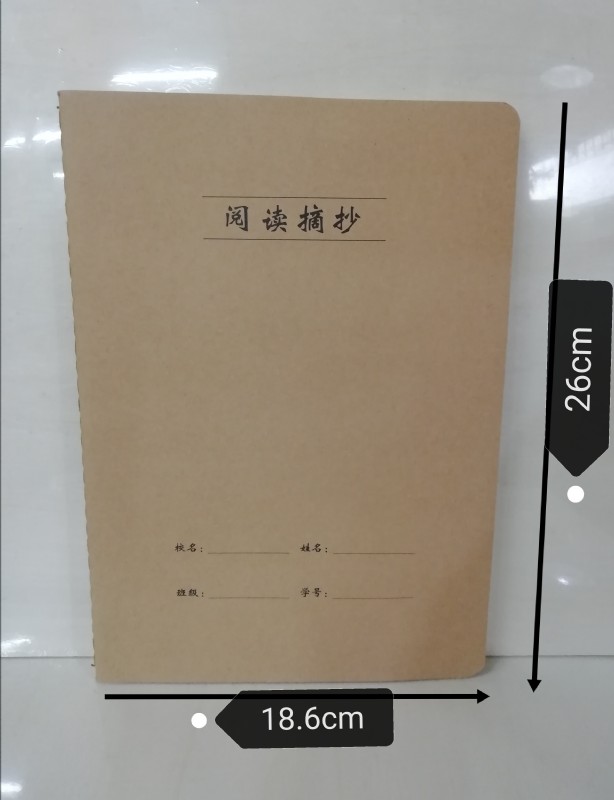 阅读摘抄
26cm
校名：          姓名：
班级：          学号：
18.6cm